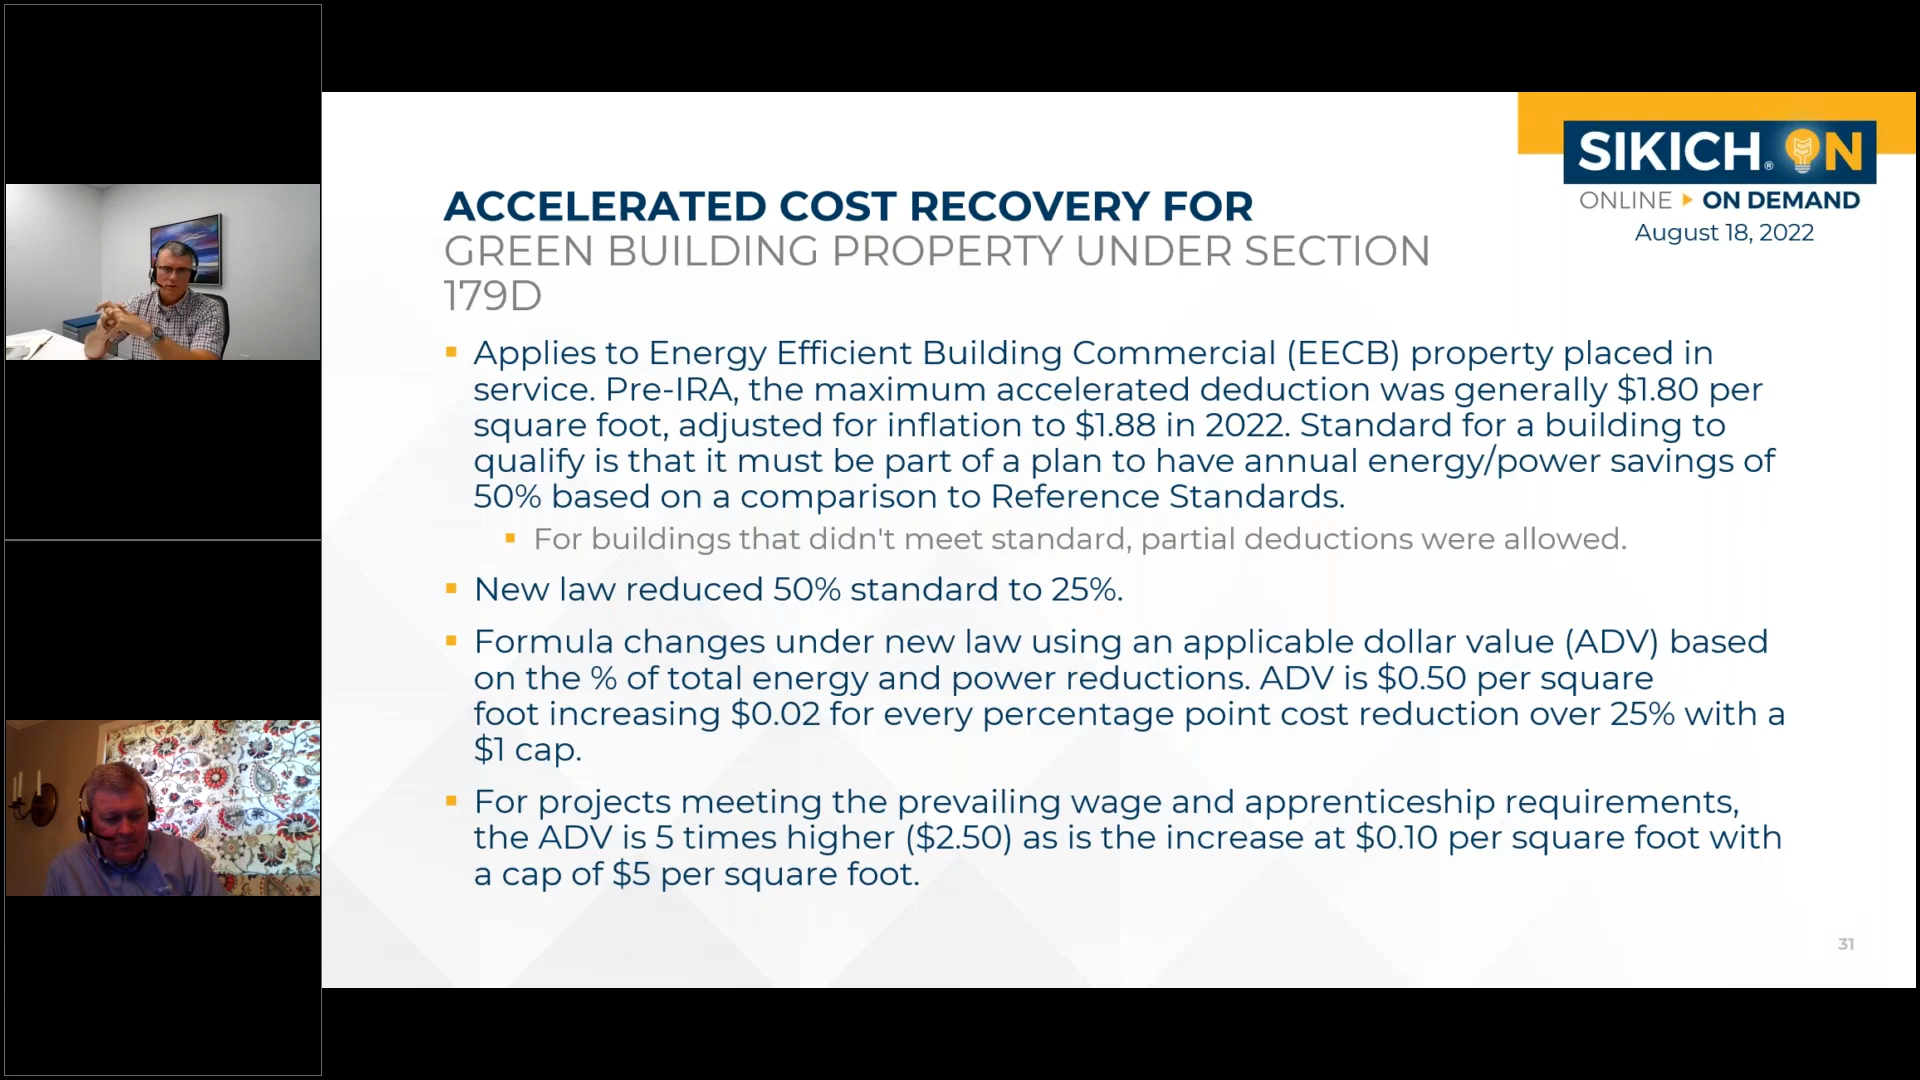 SIKICH® ON
ONLINE ▸ ON DEMAND
August 18, 2022
ACCELERATED COST RECOVERY FOR
GREEN BUILDING PROPERTY UNDER SECTION
179D
▪ Applies to Energy Efficient Building Commercial (EECB) property placed in
service. Pre-IRA, the maximum accelerated deduction was generally $1.80 per
square foot, adjusted for inflation to $1.88 in 2022. Standard for a building to
qualify is that it must be part of a plan to have annual energy/power savings of
50% based on a comparison to Reference Standards.
▪ For buildings that didn't meet standard, partial deductions were allowed.
▪ New law reduced 50% standard to 25%.
▪ Formula changes under new law using an applicable dollar value (ADV) based
on the % of total energy and power reductions. ADV is $0.50 per square
foot increasing $0.02 for every percentage point cost reduction over 25% with a
$1 cap.
▪ For projects meeting the prevailing wage and apprenticeship requirements,
the ADV is 5 times higher ($2.50) as is the increase at $0.10 per square foot with
a cap of $5 per square foot.
31